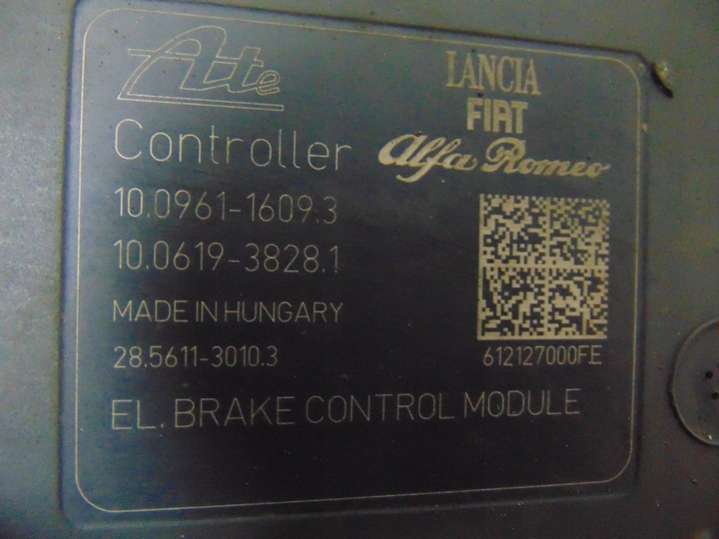 Ate
LANCIA
FIAT
Alfa Romeo
Controller
10.0961-1609.3
10.0619-3828.1
MADE IN HUNGARY
28.5611-3010.3
612127000FE
EL. BRAKE CONTROL MODULE